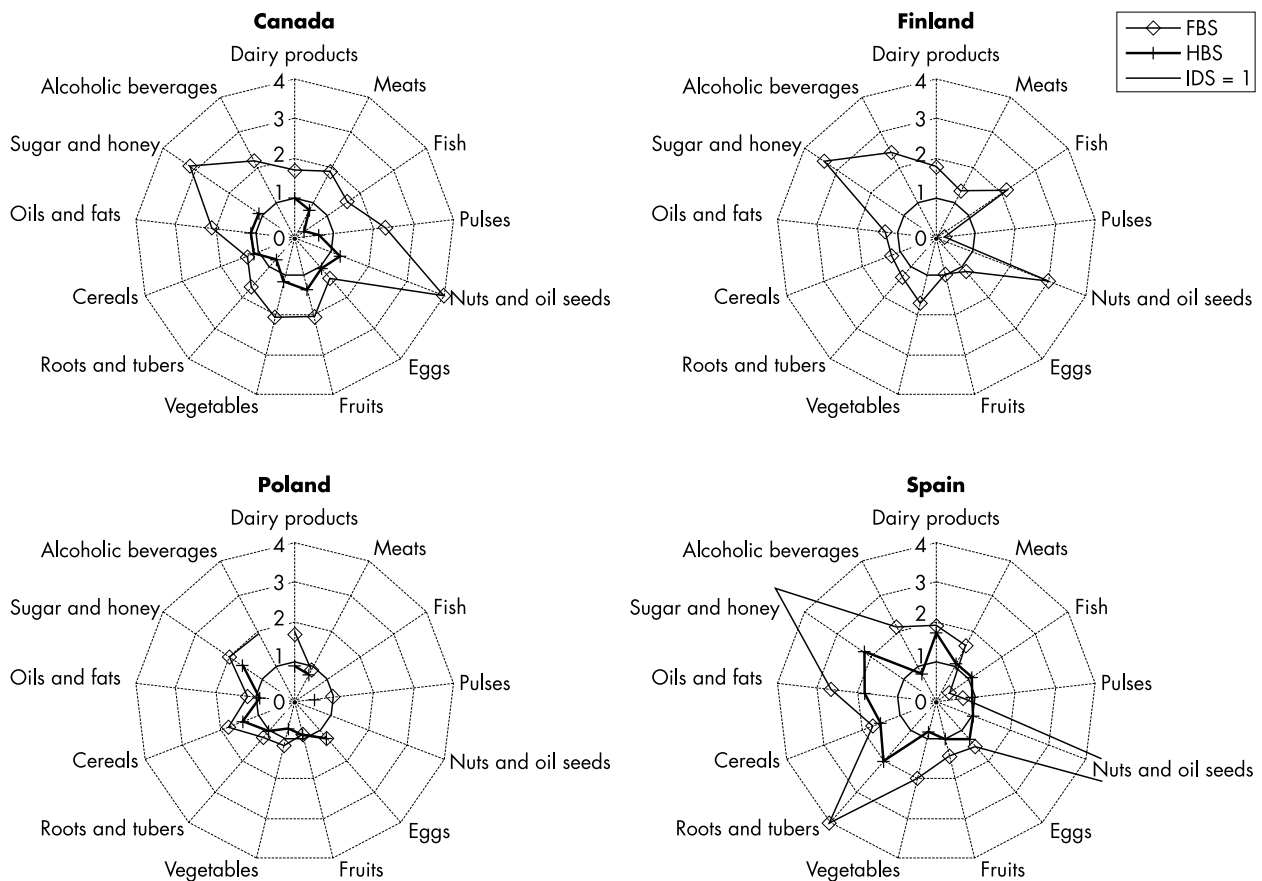 Canada
Dairy products
Alcoholic beverages
Meats
Sugar and honey
Fish
Oils and fats
Pulses
Cereals
Nuts and oil seeds
Roots and tubers
Eggs
Vegetables
Fruits
4
3
2
1
0
Finland
Dairy products
Alcoholic beverages
Meats
Sugar and honey
Fish
Oils and fats
Pulses
Cereals
Nuts and oil seeds
Roots and tubers
Eggs
Vegetables
Fruits
4
3
2
1
0
FBS
HBS
IDS = 1
Poland
Dairy products
Alcoholic beverages
Meats
Sugar and honey
Fish
Oils and fats
Pulses
Cereals
Nuts and oil seeds
Roots and tubers
Eggs
Vegetables
Fruits
4
3
2
1
0
Spain
Dairy products
Alcoholic beverages
Meats
Sugar and honey
Fish
Oils and fats
Pulses
Cereals
Nuts and oil seeds
Roots and tubers
Eggs
Vegetables
Fruits
4
3
2
1
0